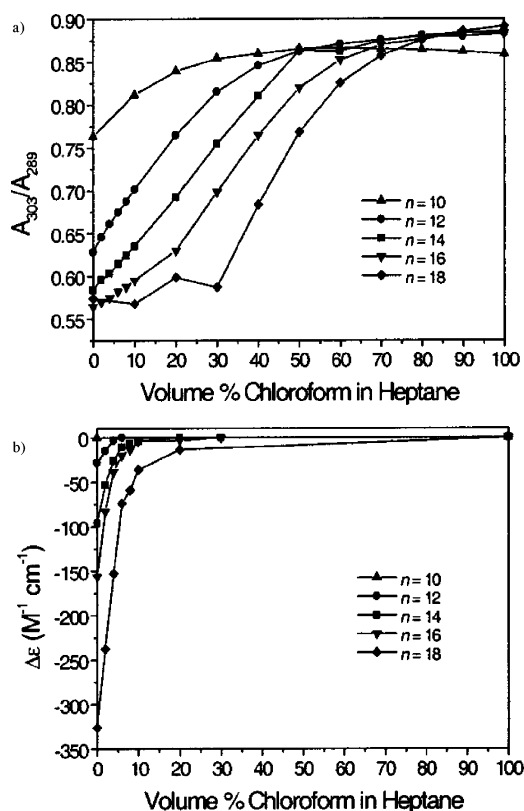 a)
0.90
0.85
0.80
0.75
0.70
0.65
0.60
0.55
A303/A289
n = 10
n = 12
n = 14
n = 16
n = 18
0 10 20 30 40 50 60 70 80 90 100
Volume % Chloroform in Heptane
b)
0
-50
-100
-150
-200
-250
-300
-350
Δε (M⁻¹ cm⁻¹)
n = 10
n = 12
n = 14
n = 16
n = 18
0 10 20 30 40 50 60 70 80 90 100
Volume % Chloroform in Heptane